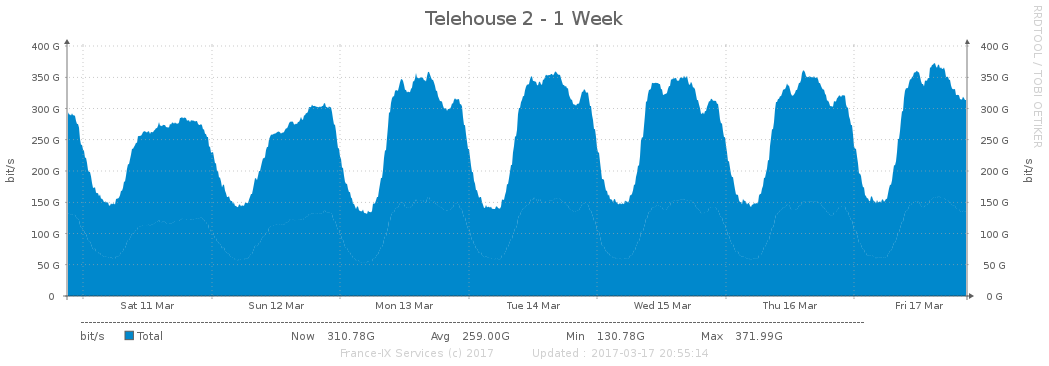 Telehouse 2 - 1 Week
RRDTOOL / TOBI OETIKER
400 G 400 G
350 G 350 G
300 G 300 G
250 G 250 G
200 G 200 G
150 G 150 G
100 G 100 G
50 G 50 G
0 0 G
bit/s
bit/s
Sat 11 Mar Sun 12 Mar Mon 13 Mar Tue 14 Mar Wed 15 Mar Thu 16 Mar Fri 17 Mar
bit/s Total Now 310.78G Avg 259.00G Min 130.78G Max 371.99G
France-IX Services (c) 2017 Updated : 2017-03-17 20:55:14